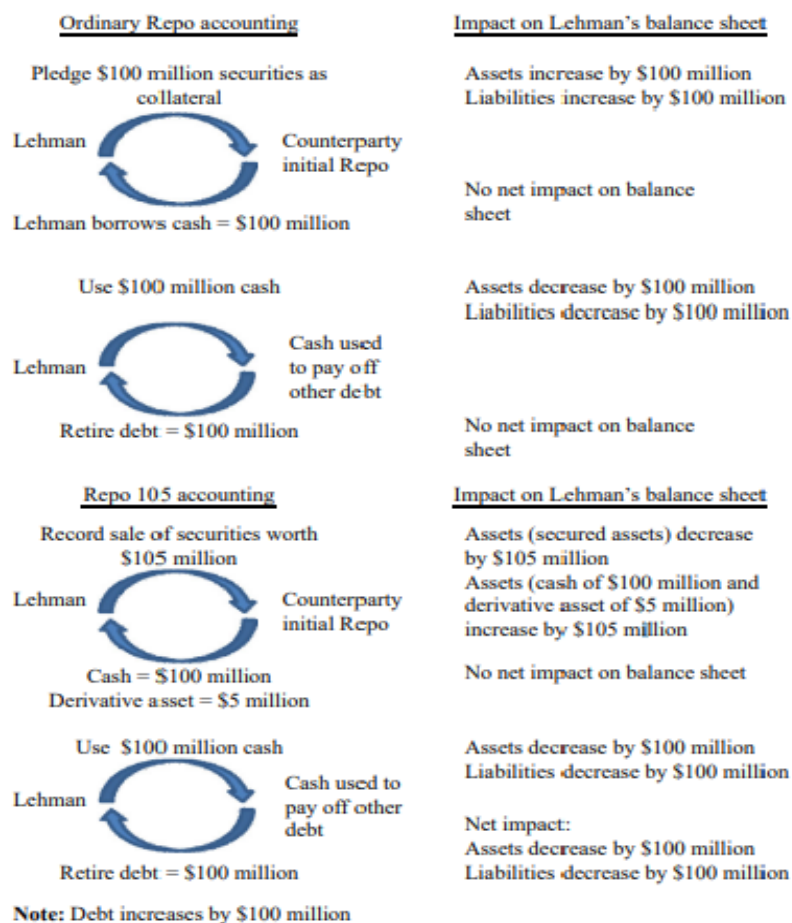 Ordinary Repo accounting
Impact on Lehman's balance sheet
Pledge $100 million securities as
collateral
Assets increase by $100 million
Liabilities increase by $100 million
Lehman
Counterparty
initial Repo
No net impact on balance
sheet
Lehman borrows cash = $100 million
Use $100 million cash
Assets decrease by $100 million
Liabilities decrease by $100 million
Lehman
Cash used
to pay off
other debt
Retire debt = $100 million
No net impact on balance
sheet
Repo 105 accounting
Impact on Lehman's balance sheet
Record sale of securities worth
$105 million
Assets (secured assets) decrease
by $105 million
Assets (cash of $100 million and
derivative asset of $5 million)
increase by $105 million
Lehman
Counterparty
initial Repo
Cash = $100 million
Derivative asset = $5 million
No net impact on balance sheet
Use $100 million cash
Assets decrease by $100 million
Liabilities decrease by $100 million
Lehman
Cash used to
pay off other
debt
Net impact:
Assets decrease by $100 million
Liabilities decrease by $100 million
Retire debt = $100 million
Note: Debt increases by $100 million